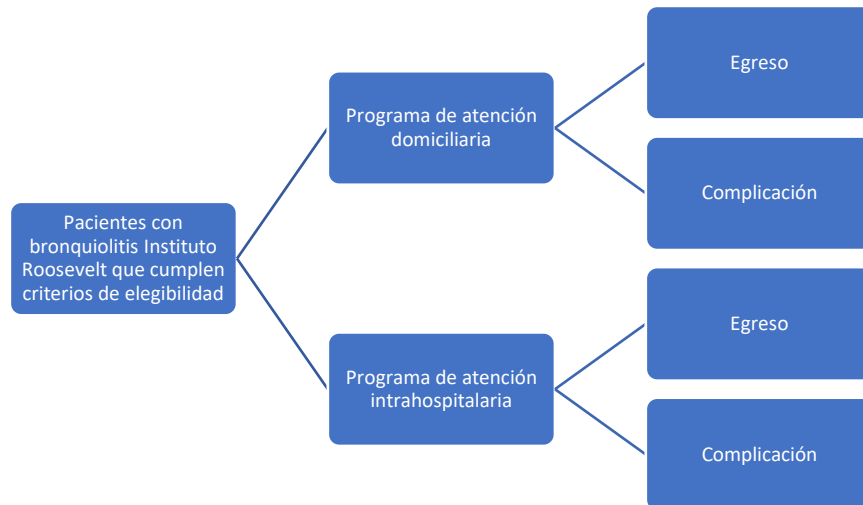 Pacientes con
bronquiolitis Instituto
Roosevelt que cumplen
criterios de elegibilidad
Programa de atención
domiciliaria
Egreso
Complicación
Programa de atención
intrahospitalaria
Egreso
Complicación